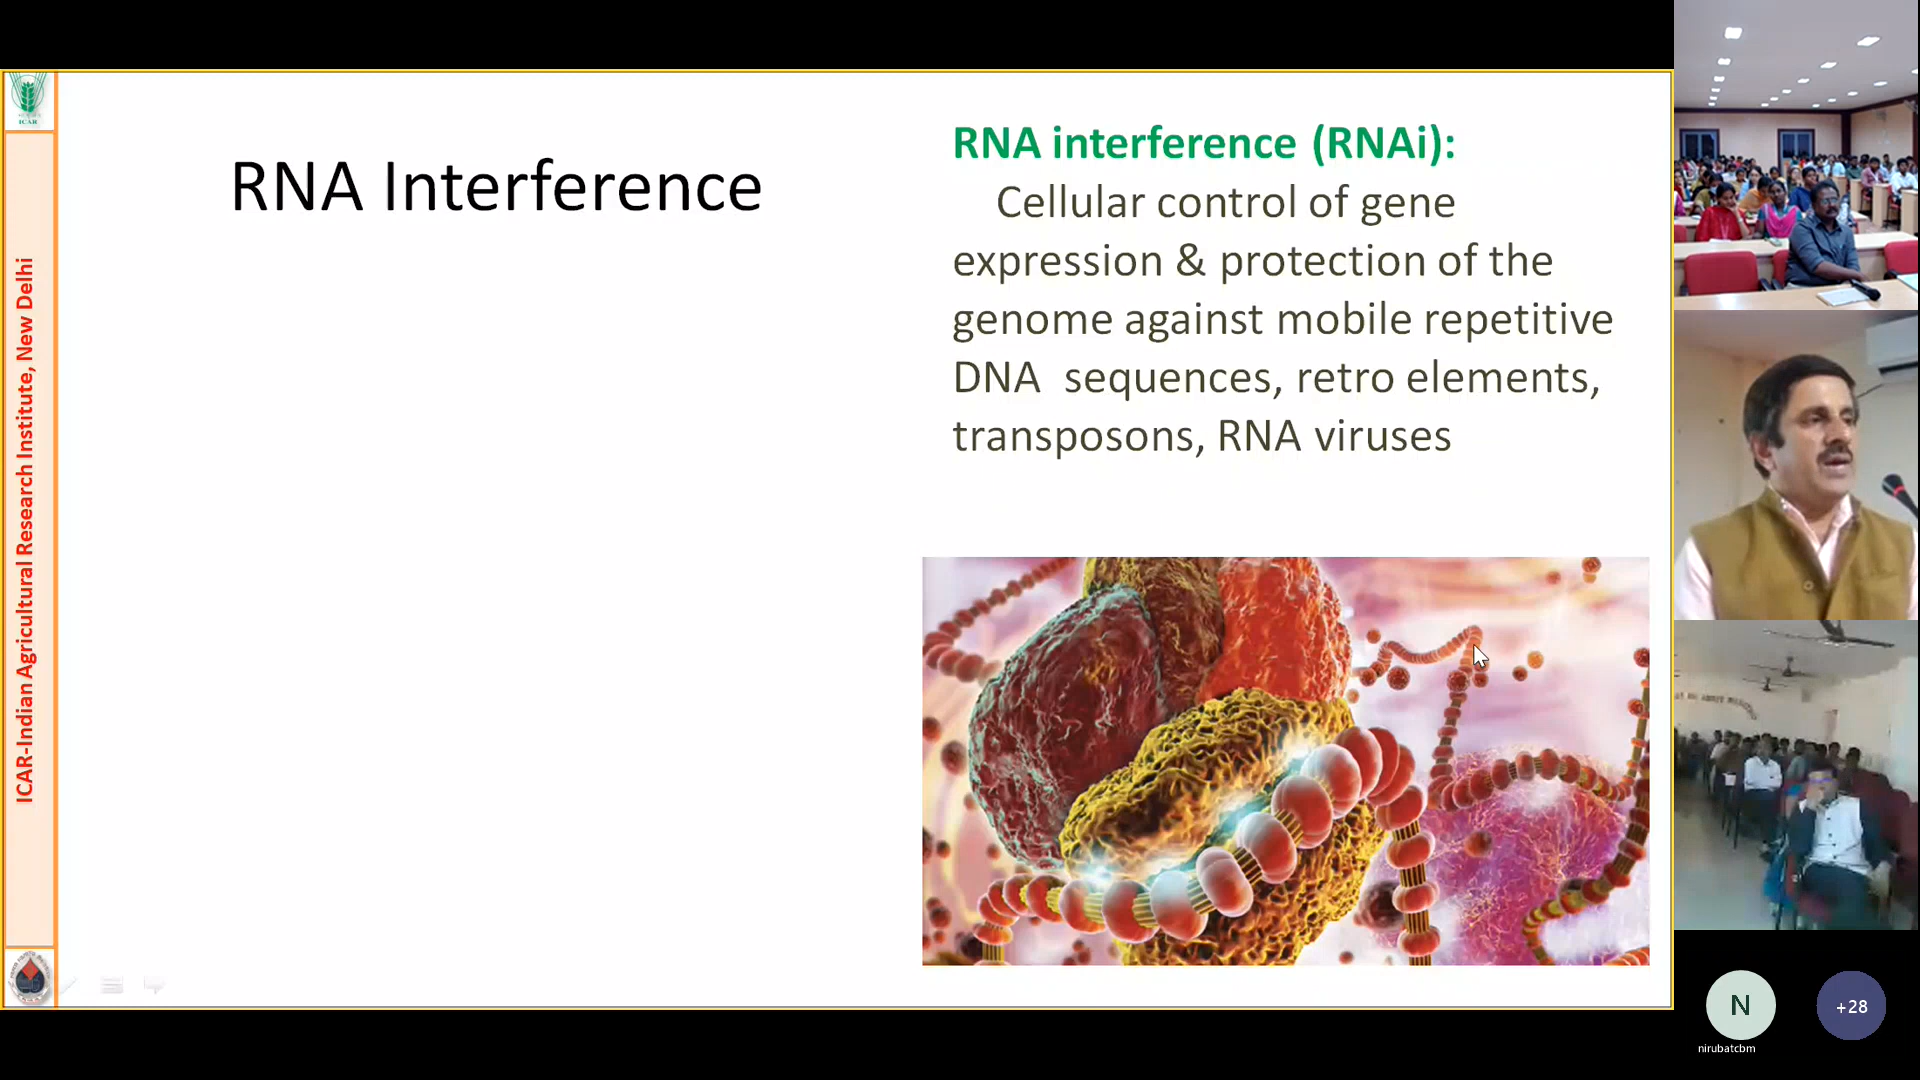 ICAR
ICAR-Indian Agricultural Research Institute, New Delhi
RNA Interference
RNA interference (RNAi):
Cellular control of gene
expression & protection of the
genome against mobile repetitive
DNA sequences, retro elements,
transposons, RNA viruses
N
nirubatcbm
+28